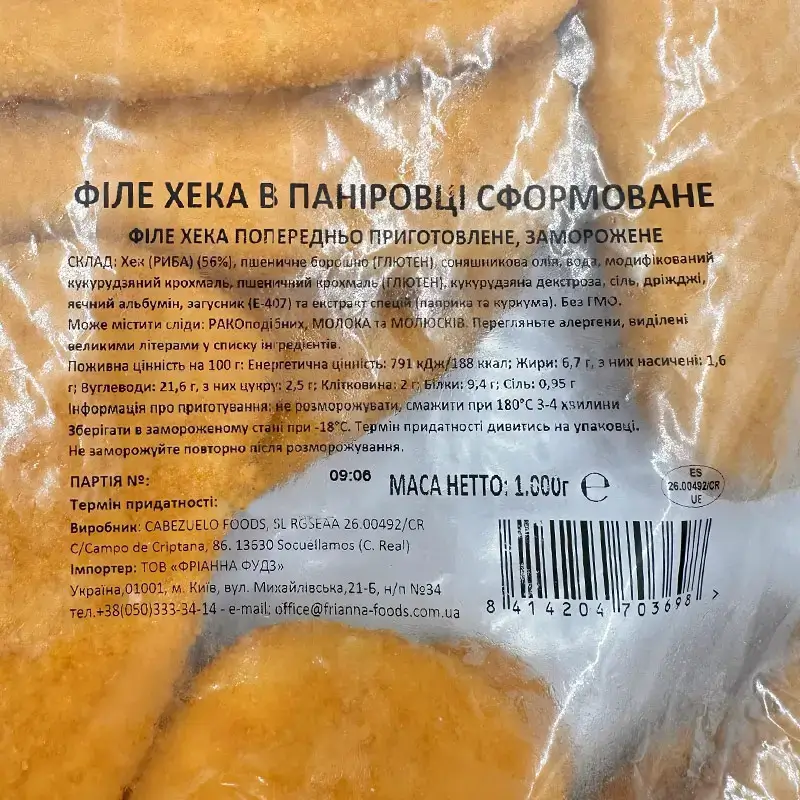 ФІЛЕ ХЕКА В ПАНІРОВЦІ СФОРМОВАНЕ
ФІЛЕ ХЕКА ПОПЕРЕДНЬО ПРИГОТОВЛЕНЕ, ЗАМОРОЖЕНЕ
СКЛАД: Хек (РИБА) (56%), пшеничне борошно (ГЛЮТЕН), соняшникова олія, вода, модифікований
кукурудзяний крохмаль, пшеничний крохмаль (ГЛЮТЕН), кукурудзяна декстроза, сіль, дріжджі,
яєчний альбумін, загусник (Е-407) та екстракт спецій (паприка та куркума). Без ГМО.
Може містити сліди: РАКОподібних, МОЛОКА та МОЛЮСКІВ. Перегляньте алергени, виділені
великими літерами у списку інгредієнтів.
Поживна цінність на 100 г: Енергетична цінність: 791 кДж/188 ккал; Жири: 6,7 г, з них насичені: 1,6
г; Вуглеводи: 21,6 г, з них цукру: 2,5 г; Клітковина: 2 г; Білки: 9,4 г; Сіль: 0,95 г
Інформація про приготування: не розморожувати, смажити при 180°С 3-4 хвилини
Зберігати в замороженому стані при -18°С. Термін придатності дивитись на упаковці.
Не заморожуйте повторно після розморожування.
ПАРТІЯ №: 09:06 МАСА НЕТТО: 1.000г ℮
ES
26.00492/CR
UE
Термін придатності:
Виробник: CABEZUELO FOODS, SL RGSEAA 26.00492/CR
C/Campo de Criptana, 86. 13630 Socuéllamos (C. Real)
Імпортер: ТОВ «ФРІАННА ФУДЗ»
Україна,01001, м. Київ, вул. Михайлівська,21-Б, н/п №34
тел.+38(050)333-34-14 - e-mail: office@frianna-foods.com.ua
8 414204 703698 >